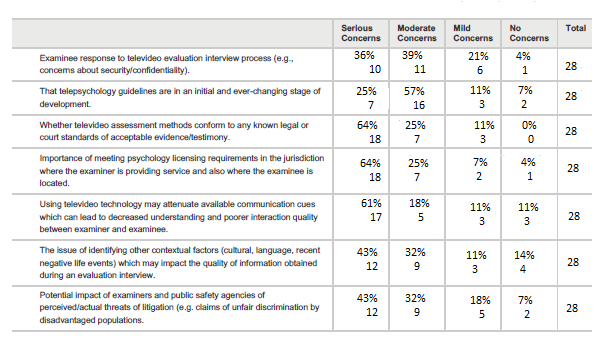 Serious Concerns Moderate Concerns Mild Concerns No Concerns Total
Examinee response to televideo evaluation interview process (e.g., 36% 39% 21% 4%
concerns about security/confidentiality). 10 11 6 1 28
That telepsychology guidelines are in an initial and ever-changing stage of 25% 57% 11% 7%
development. 7 16 3 2 28
Whether televideo assessment methods conform to any known legal or 64% 25% 11% 0%
court standards of acceptable evidence/testimony. 18 7 3 0 28
Importance of meeting psychology licensing requirements in the jurisdiction
where the examiner is providing service and also where the examinee is 64% 25% 7% 4%
located. 18 7 2 1 28
Using televideo technology may attenuate available communication cues 61% 18% 11% 11%
which can lead to decreased understanding and poorer interaction quality 17 5 3 3 28
between examiner and examinee.
The issue of identifying other contextual factors (cultural, language, recent 43% 32% 11% 14%
negative life events) which may impact the quality of information obtained 12 9 3 4 28
during an evaluation interview.
Potential impact of examiners and public safety agencies of 43% 32% 18% 7%
perceived/actual threats of litigation (e.g. claims of unfair discrimination by 12 9 5 2 28
disadvantaged populations.